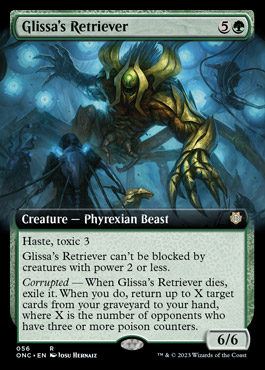 Glissa's Retriever 5
Creature — Phyrexian Beast
Haste, toxic 3
Glissa's Retriever can't be blocked by
creatures with power 2 or less.
Corrupted — When Glissa's Retriever dies,
exile it. When you do, return up to X target
cards from your graveyard to your hand,
where X is the number of opponents who
have three or more poison counters.
6/6
056 R
ONC • EN Josu Hernaiz
™ & © 2023 Wizards of the Coast